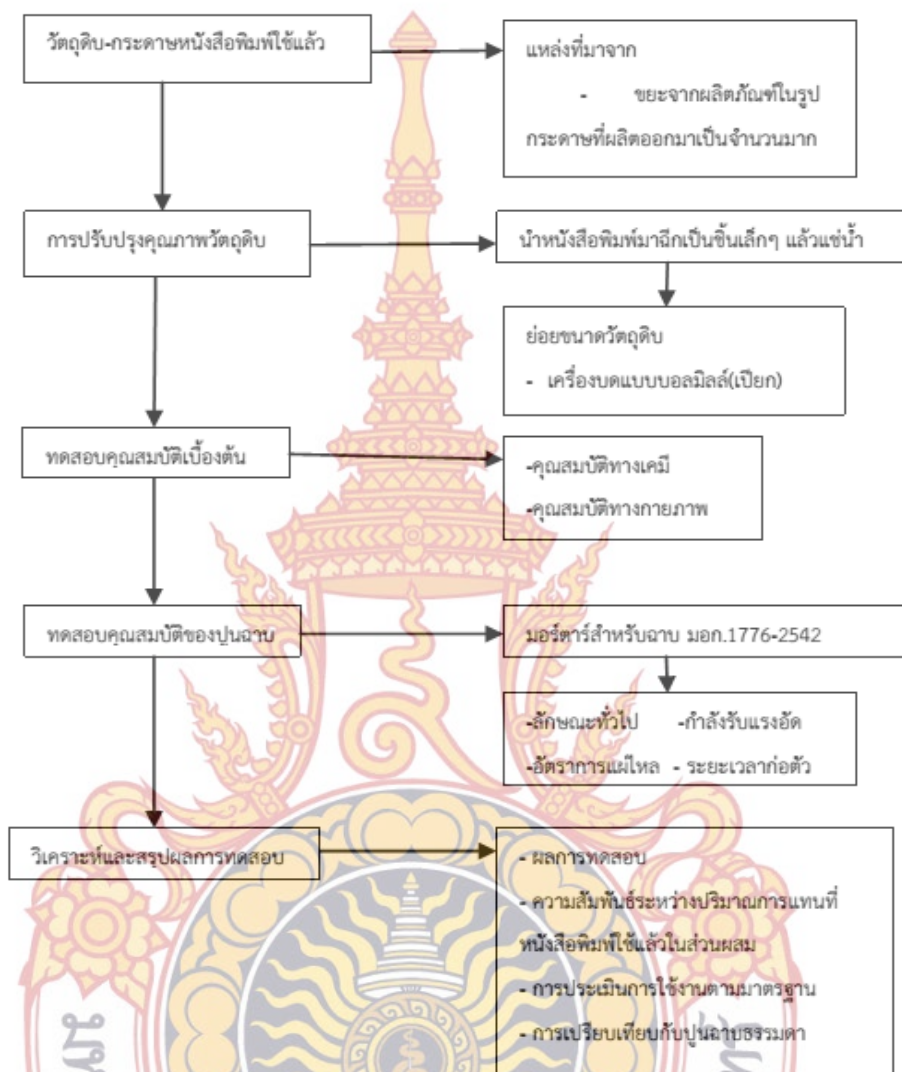 วัตถุดิบ-กระดาษหนังสือพิมพ์ใช้แล้ว
แหล่งที่มาจาก
- ขยะจากผลิตภัณฑ์ในรูป
กระดาษที่ผลิตออกมาเป็นจำนวนมาก
การปรับปรุงคุณภาพวัตถุดิบ
นำหนังสือพิมพ์มาฉีกเป็นชิ้นเล็กๆ แล้วแช่น้ำ
ย่อยขนาดวัตถุดิบ
- เครื่องบดแบบบอลมิลล์(เปียก)
ทดสอบคุณสมบัติเบื้องต้น
-คุณสมบัติทางเคมี
-คุณสมบัติทางกายภาพ
ทดสอบคุณสมบัติของปูนฉาบ
มอร์ตาร์สำหรับฉาบ มอก.1776-2542
-ลักษณะทั่วไป -กำลังรับแรงอัด
-อัตราการแผ่ไหล - ระยะเวลาก่อตัว
วิเคราะห์และสรุปผลการทดสอบ
- ผลการทดสอบ
- ความสัมพันธ์ระหว่างปริมาณการแทนที่
หนังสือพิมพ์ใช้แล้วในส่วนผสม
- การประเมินการใช้งานตามมาตรฐาน
- การเปรียบเทียบกับปูนฉาบธรรมดา